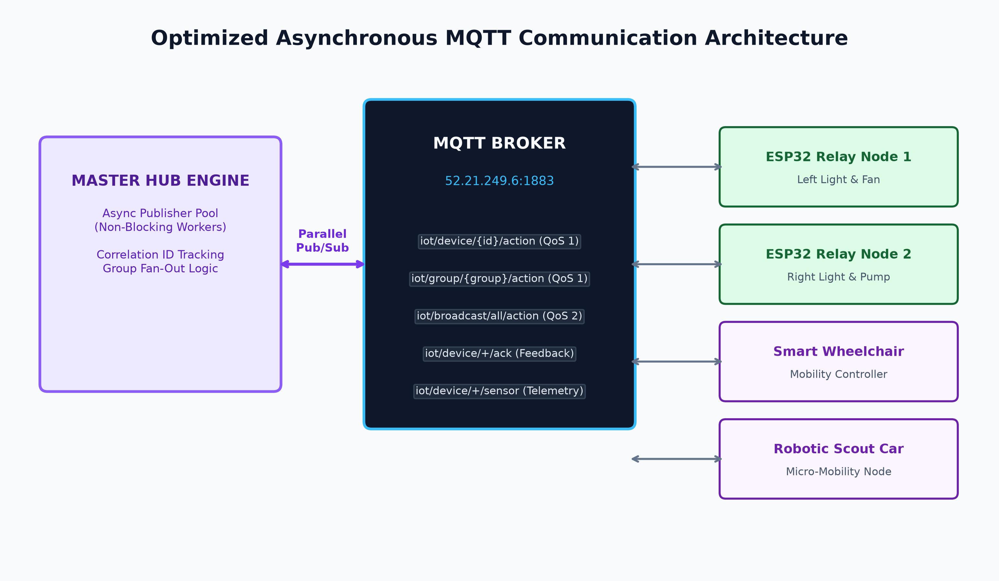 Optimized Asynchronous MQTT Communication Architecture
MASTER HUB ENGINE
Async Publisher Pool
(Non-Blocking Workers)
Correlation ID Tracking
Group Fan-Out Logic
Parallel
Pub/Sub
MQTT BROKER
52.21.249.6:1883
iot/device/{id}/action (QoS 1)
iot/group/{group}/action (QoS 1)
iot/broadcast/all/action (QoS 2)
iot/device/+/ack (Feedback)
iot/device/+/sensor (Telemetry)
ESP32 Relay Node 1
Left Light & Fan
ESP32 Relay Node 2
Right Light & Pump
Smart Wheelchair
Mobility Controller
Robotic Scout Car
Micro-Mobility Node